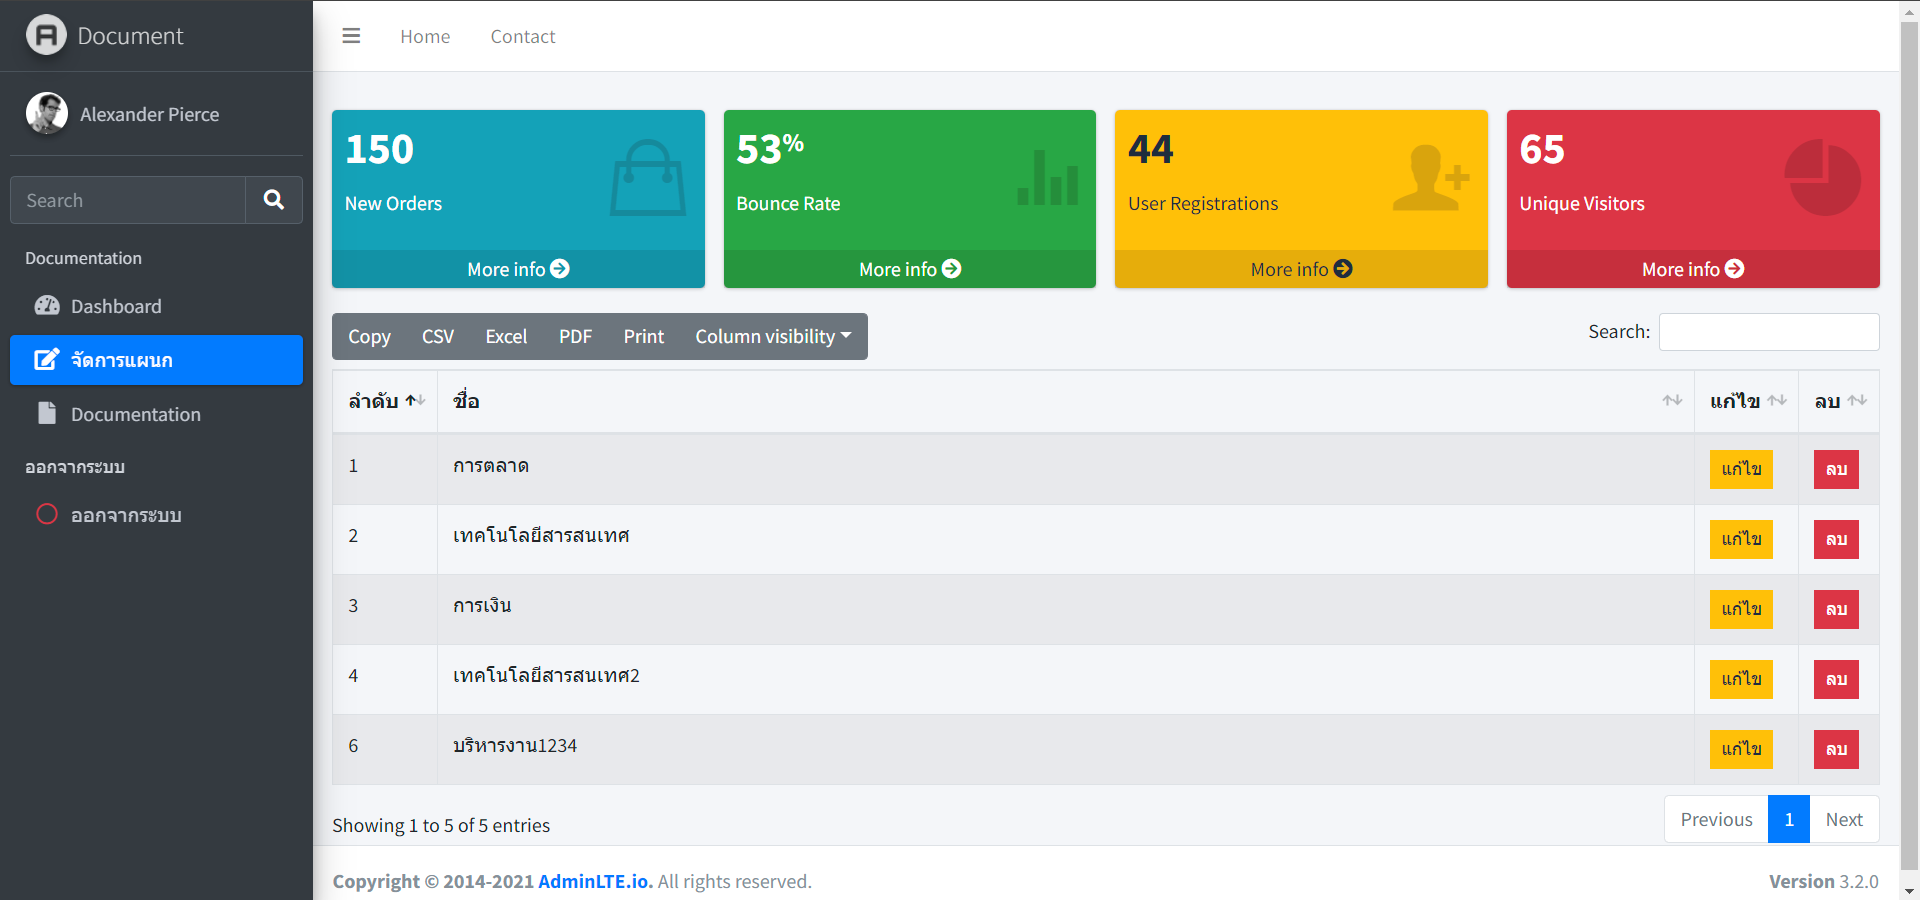 Document
Home Contact
Alexander Pierce
Search
Documentation
Dashboard
จัดการแผนก
Documentation
ออกจากระบบ
ออกจากระบบ
150
New Orders
More info
53%
Bounce Rate
More info
44
User Registrations
More info
65
Unique Visitors
More info
Copy CSV Excel PDF Print Column visibility
Search:
ลำดับ ชื่อ แก้ไข ลบ
1 การตลาด แก้ไข ลบ
2 เทคโนโลยีสารสนเทศ แก้ไข ลบ
3 การเงิน แก้ไข ลบ
4 เทคโนโลยีสารสนเทศ2 แก้ไข ลบ
6 บริหารงาน1234 แก้ไข ลบ
Showing 1 to 5 of 5 entries
Previous 1 Next
Copyright © 2014-2021 AdminLTE.io. All rights reserved.
Version 3.2.0